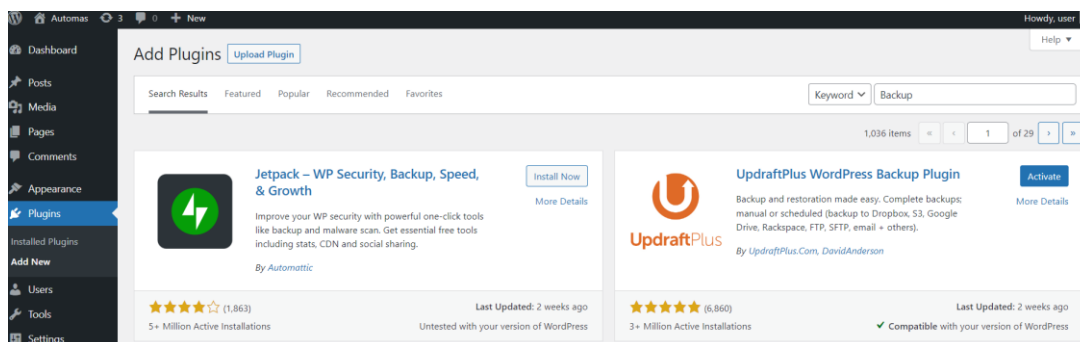 Automas 3 0 + New Howdy, user
Dashboard
Posts
Media
Pages
Comments
Appearance
Plugins
Installed Plugins
Add New
Users
Tools
Settings
Help
Add Plugins Upload Plugin
Search Results Featured Popular Recommended Favorites Keyword Backup
1,036 items « ‹ 1 of 29 › »
Jetpack – WP Security, Backup, Speed,
& Growth
Install Now
More Details
Improve your WP security with powerful one-click tools
like backup and malware scan. Get essential free tools
including stats, CDN and social sharing.
By Automattic
(1,863)
5+ Million Active Installations
Last Updated: 2 weeks ago
Untested with your version of WordPress
UpdraftPlus
UpdraftPlus WordPress Backup Plugin
Activate
More Details
Backup and restoration made easy. Complete backups;
manual or scheduled (backup to Dropbox, S3, Google
Drive, Rackspace, FTP, SFTP, email + others).
By UpdraftPlus.Com, DavidAnderson
(6,860)
3+ Million Active Installations
Last Updated: 2 weeks ago
✔ Compatible with your version of WordPress